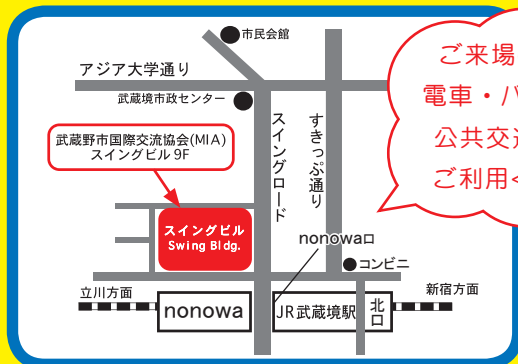 市民会館
アジア大学通り
武蔵境市政センター
武蔵野市国際交流協会(MIA)
スイングビル 9F
スイングロード
すきっぷ通り
スイングビル
Swing Bldg.
nonowa口
コンビニ
立川方面
新宿方面
nonowa
JR武蔵境駅
北口
ご来場
電車・バ
公共交通
ご利用く